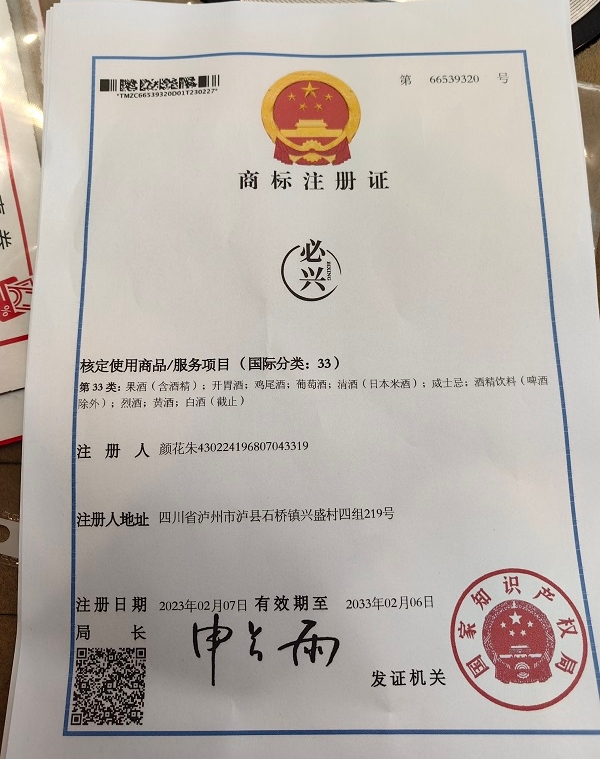 *TMZC66539320D01T230227*
第 66539320 号
商标注册证
必兴
BIXING
核定使用商品/服务项目（国际分类：33）
第 33 类：果酒（含酒精）；开胃酒；鸡尾酒；葡萄酒；清酒（日本米酒）；威士忌；酒精饮料（啤酒
除外）；烈酒；黄酒；白酒（截止）
注 册 人 颜花朱430224196807043319
注册人地址 四川省泸州市泸县石桥镇兴盛村四组219号
注册日期 2023年02月07日 有效期至 2033年02月06日
局 长 申长雨
发证机关
国家知识产权局